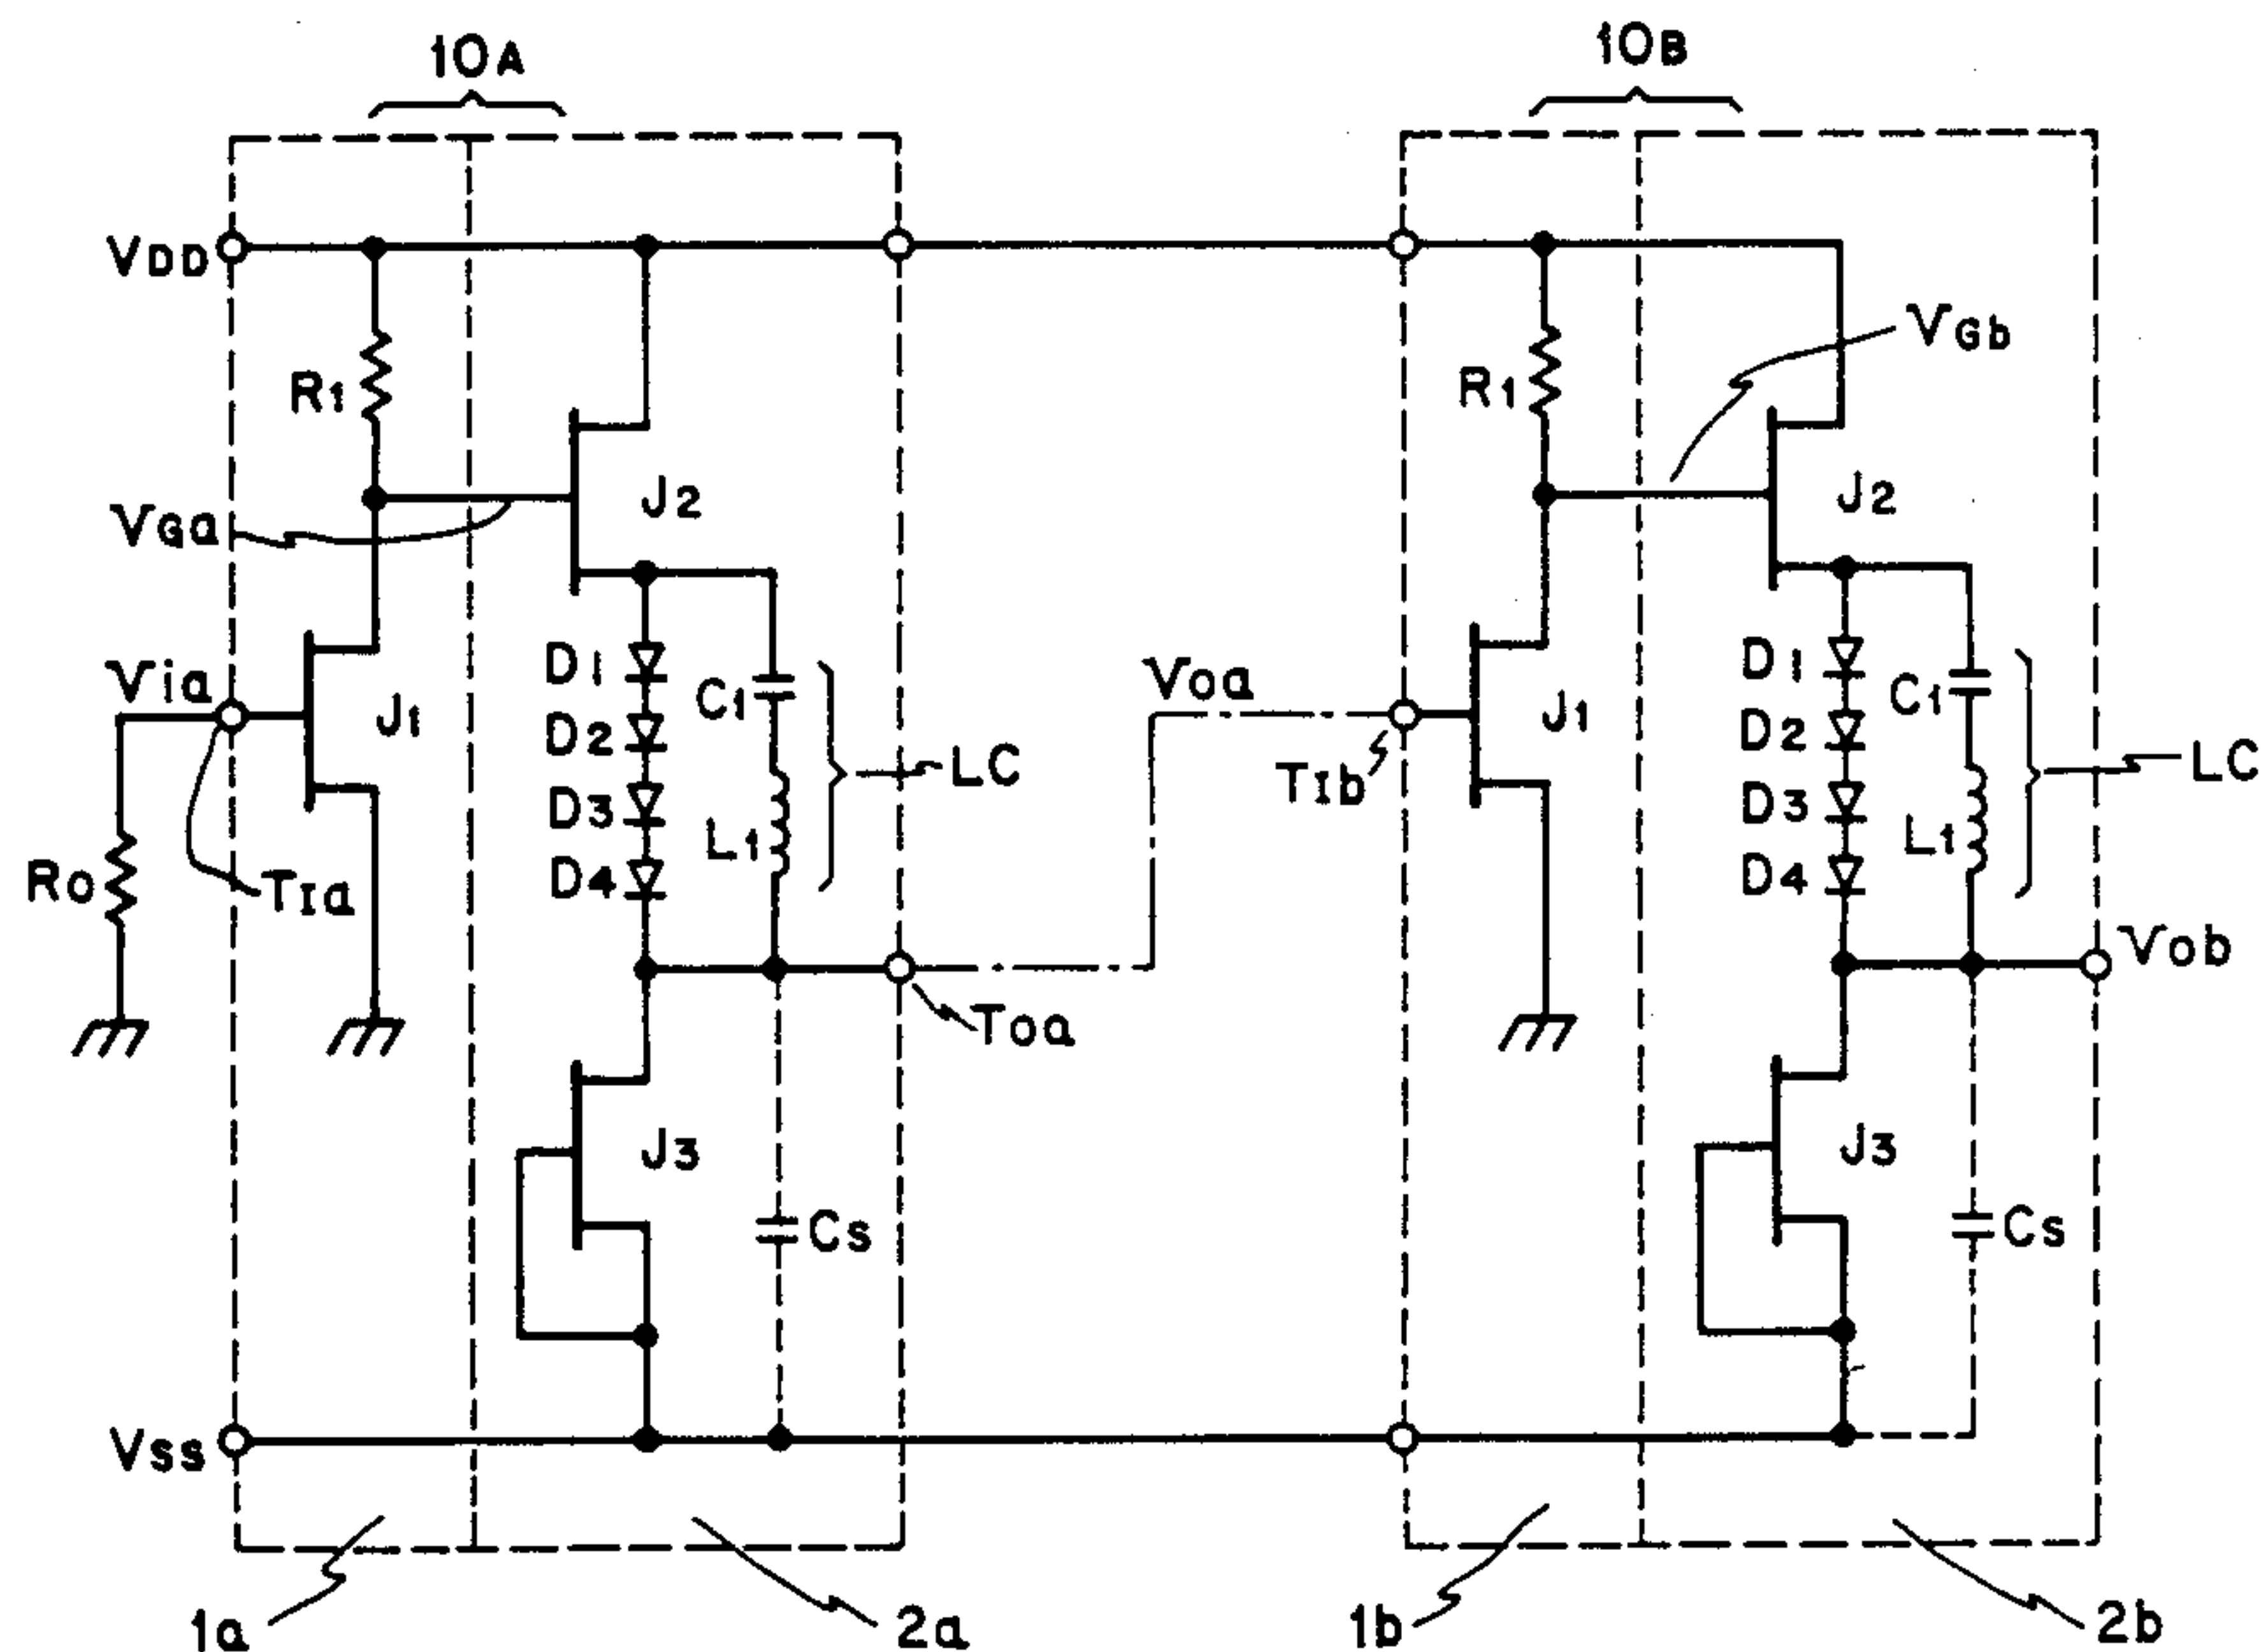 10A
10B
VDD
R1
VGa
J2
Via
J1
D1
D2
D3
D4
C1
L1
LC
Ro
TIa
Toa
J3
Cs
Vss
1a
2a
Voa
TIb
R1
VGb
J2
J1
D1
D2
D3
D4
C1
L1
LC
Vob
J3
Cs
1b
2b